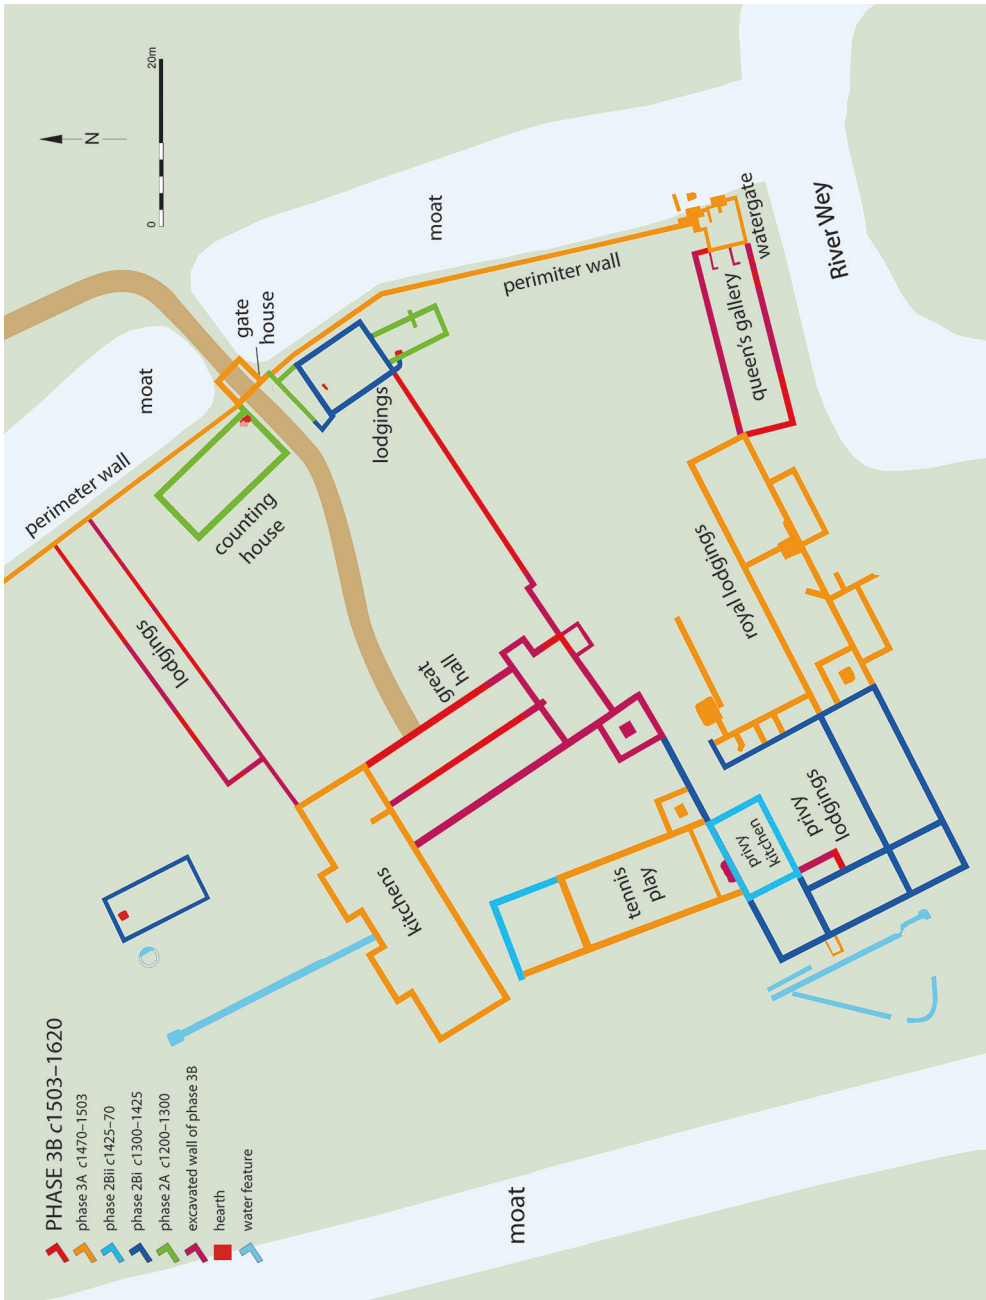 PHASE 3B c1503–1620
phase 3A c1470–1503
phase 2Bii c1425–70
phase 2Bi c1300–1425
phase 2A c1200–1300
excavated wall of phase 3B
hearth
water feature
N
0
20m
moat
perimeter wall
gate
house
moat
perimiter wall
lodgings
counting
house
lodgings
great
hall
kitchens
tennis
play
privy
kitchen
privy
lodgings
royal lodgings
queen's gallery
watergate
River Wey
moat